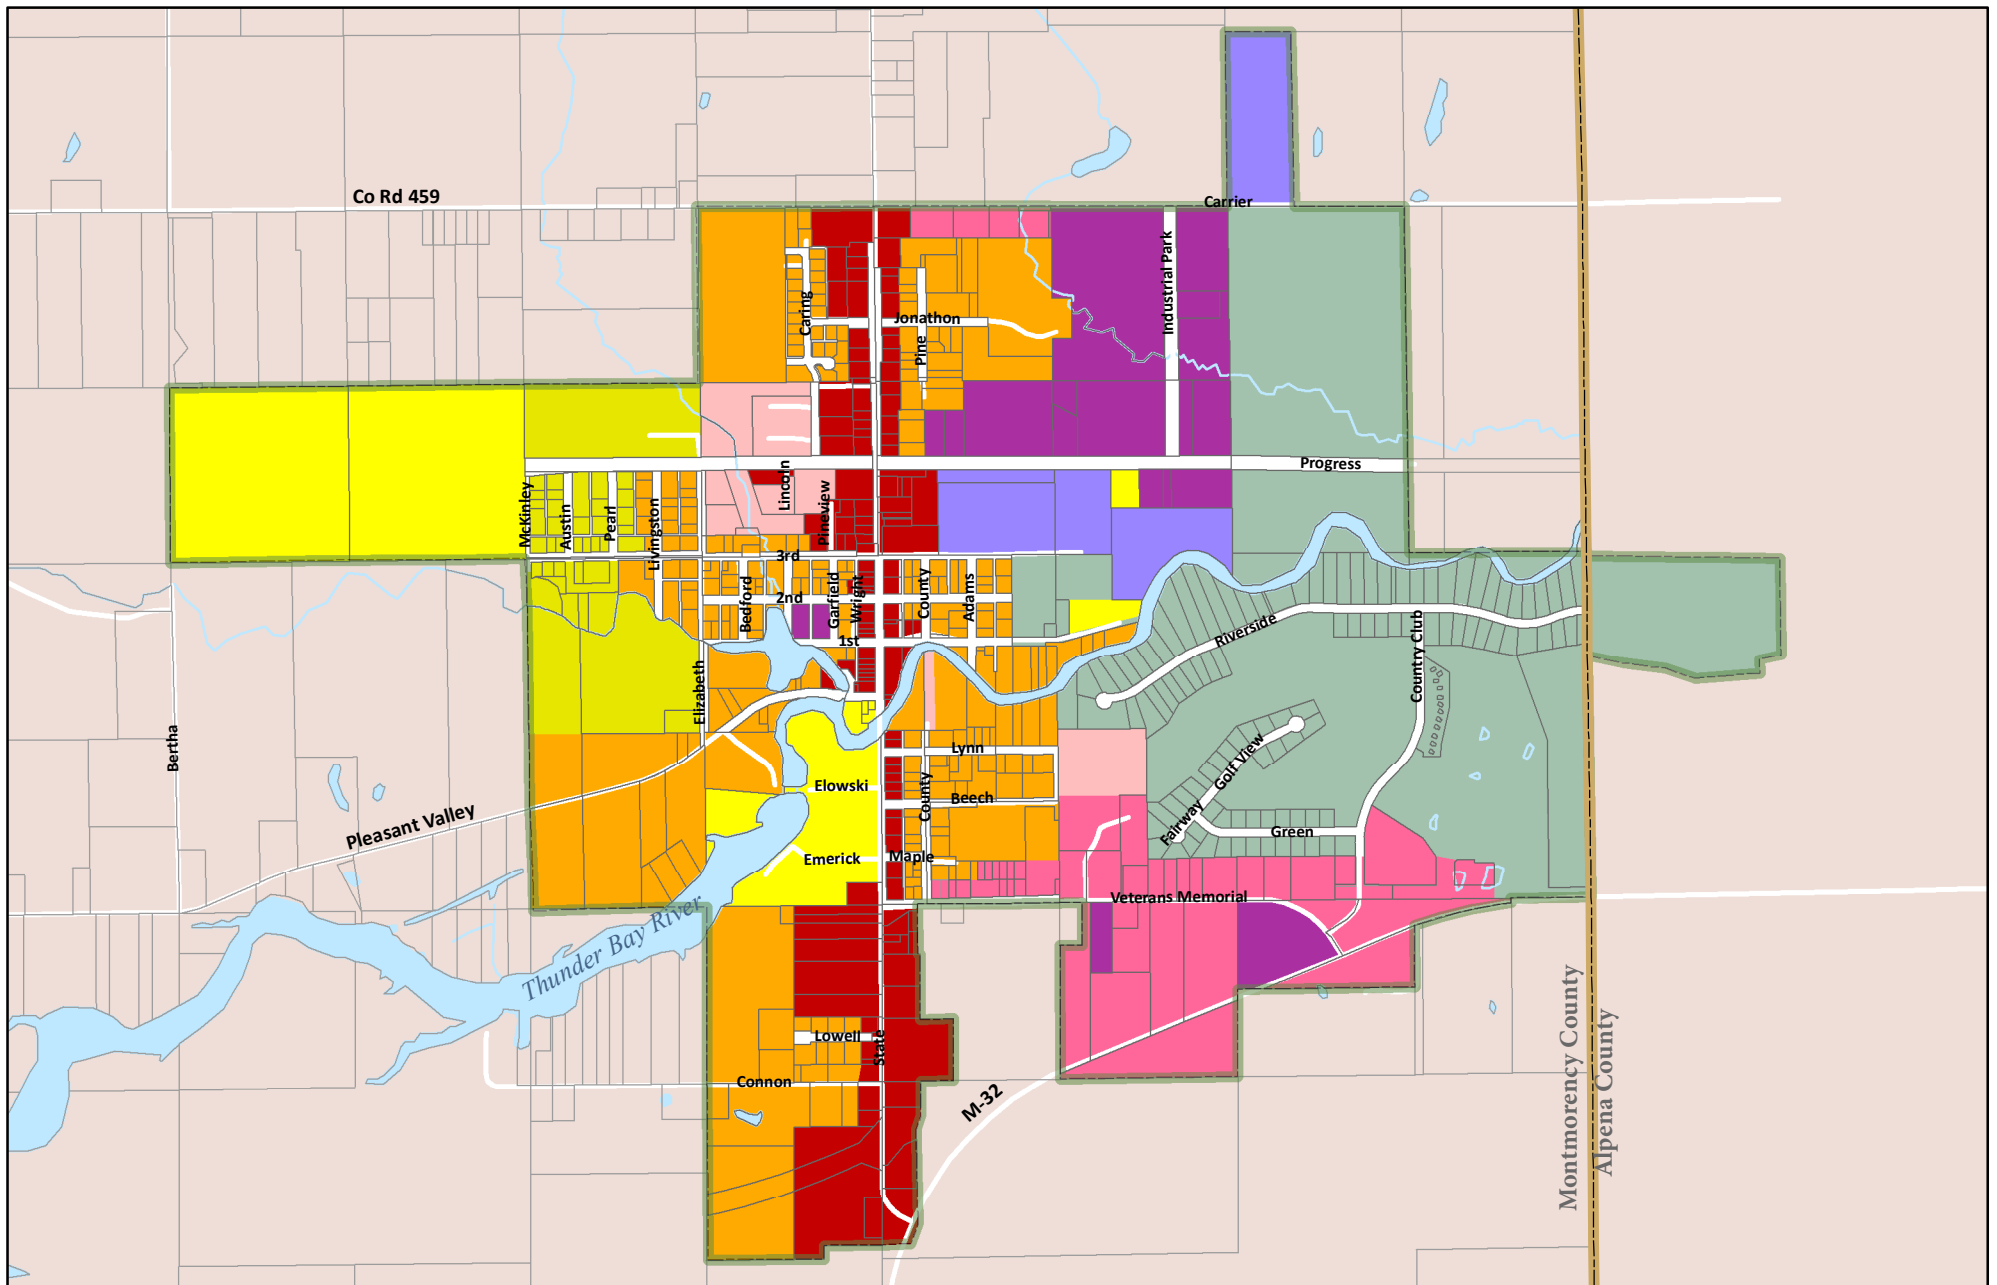 Co Rd 459
Carrier
Industrial Park
Caring
Jonathon
Pine
Progress
Lincoln
Pineview
McKinley
Austin
Pearl
Livingston
3rd
Bedford
2nd
Garfield
Wright
County
Adams
1st
Riverside
Country Club
Elizabeth
Bertha
Lynn
Golf View
Elowski
County
Beech
Pleasant Valley
Fairway
Green
Emerick
Maple
Veterans Memorial
Thunder Bay River
Lowell
State
Connon
M-32
Montmorency County
Alpena County